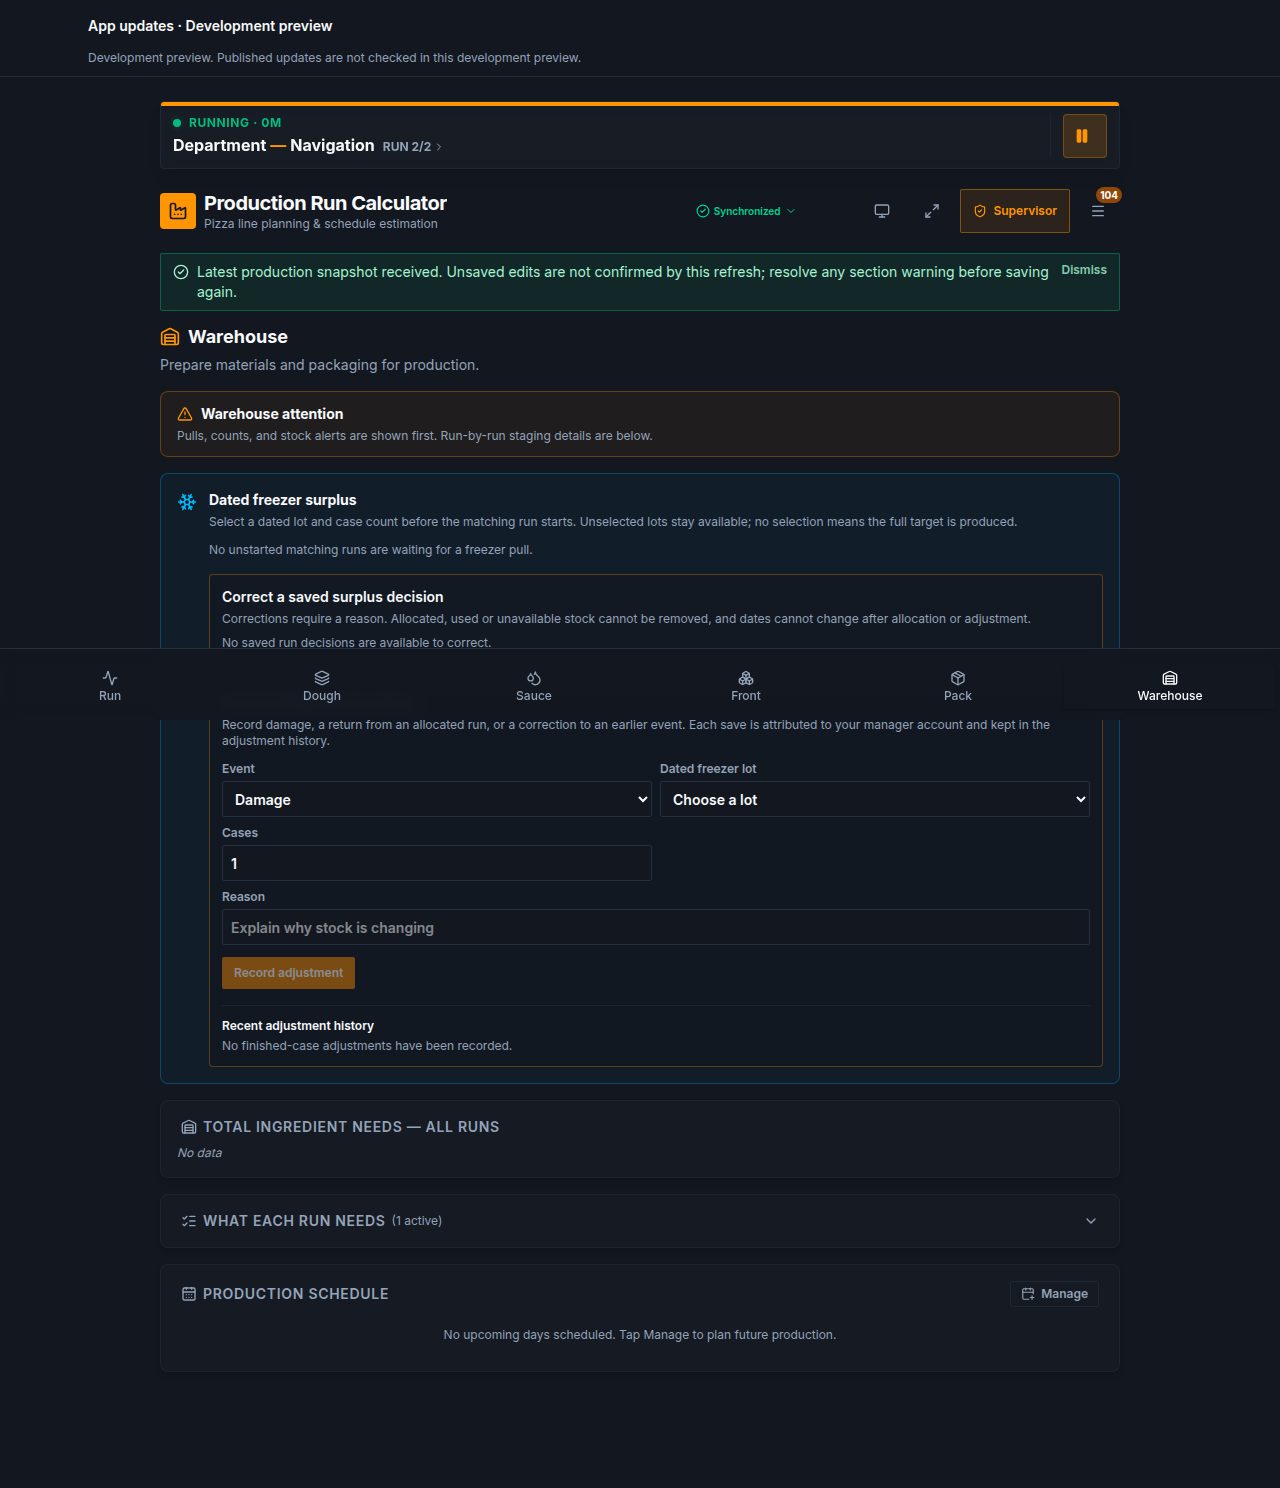 App updates · Development preview
Development preview. Published updates are not checked in this development preview.
RUNNING · 0M
Department — Navigation RUN 2/2
Production Run Calculator
Pizza line planning & schedule estimation
Synchronized
Supervisor
104
Latest production snapshot received. Unsaved edits are not confirmed by this refresh; resolve any section warning before saving
again.
Dismiss
Warehouse
Prepare materials and packaging for production.
Warehouse attention
Pulls, counts, and stock alerts are shown first. Run-by-run staging details are below.
Dated freezer surplus
Select a dated lot and case count before the matching run starts. Unselected lots stay available; no selection means the full target is produced.
No unstarted matching runs are waiting for a freezer pull.
Correct a saved surplus decision
Corrections require a reason. Allocated, used or unavailable stock cannot be removed, and dates cannot change after allocation or adjustment.
No saved run decisions are available to correct.
Run
Dough
Sauce
Front
Pack
Warehouse
Record damage, a return from an allocated run, or a correction to an earlier event. Each save is attributed to your manager account and kept in the
adjustment history.
Event
Dated freezer lot
Damage
Choose a lot
Cases
1
Reason
Explain why stock is changing
Record adjustment
Recent adjustment history
No finished-case adjustments have been recorded.
TOTAL INGREDIENT NEEDS — ALL RUNS
No data
WHAT EACH RUN NEEDS (1 active)
PRODUCTION SCHEDULE
Manage
No upcoming days scheduled. Tap Manage to plan future production.